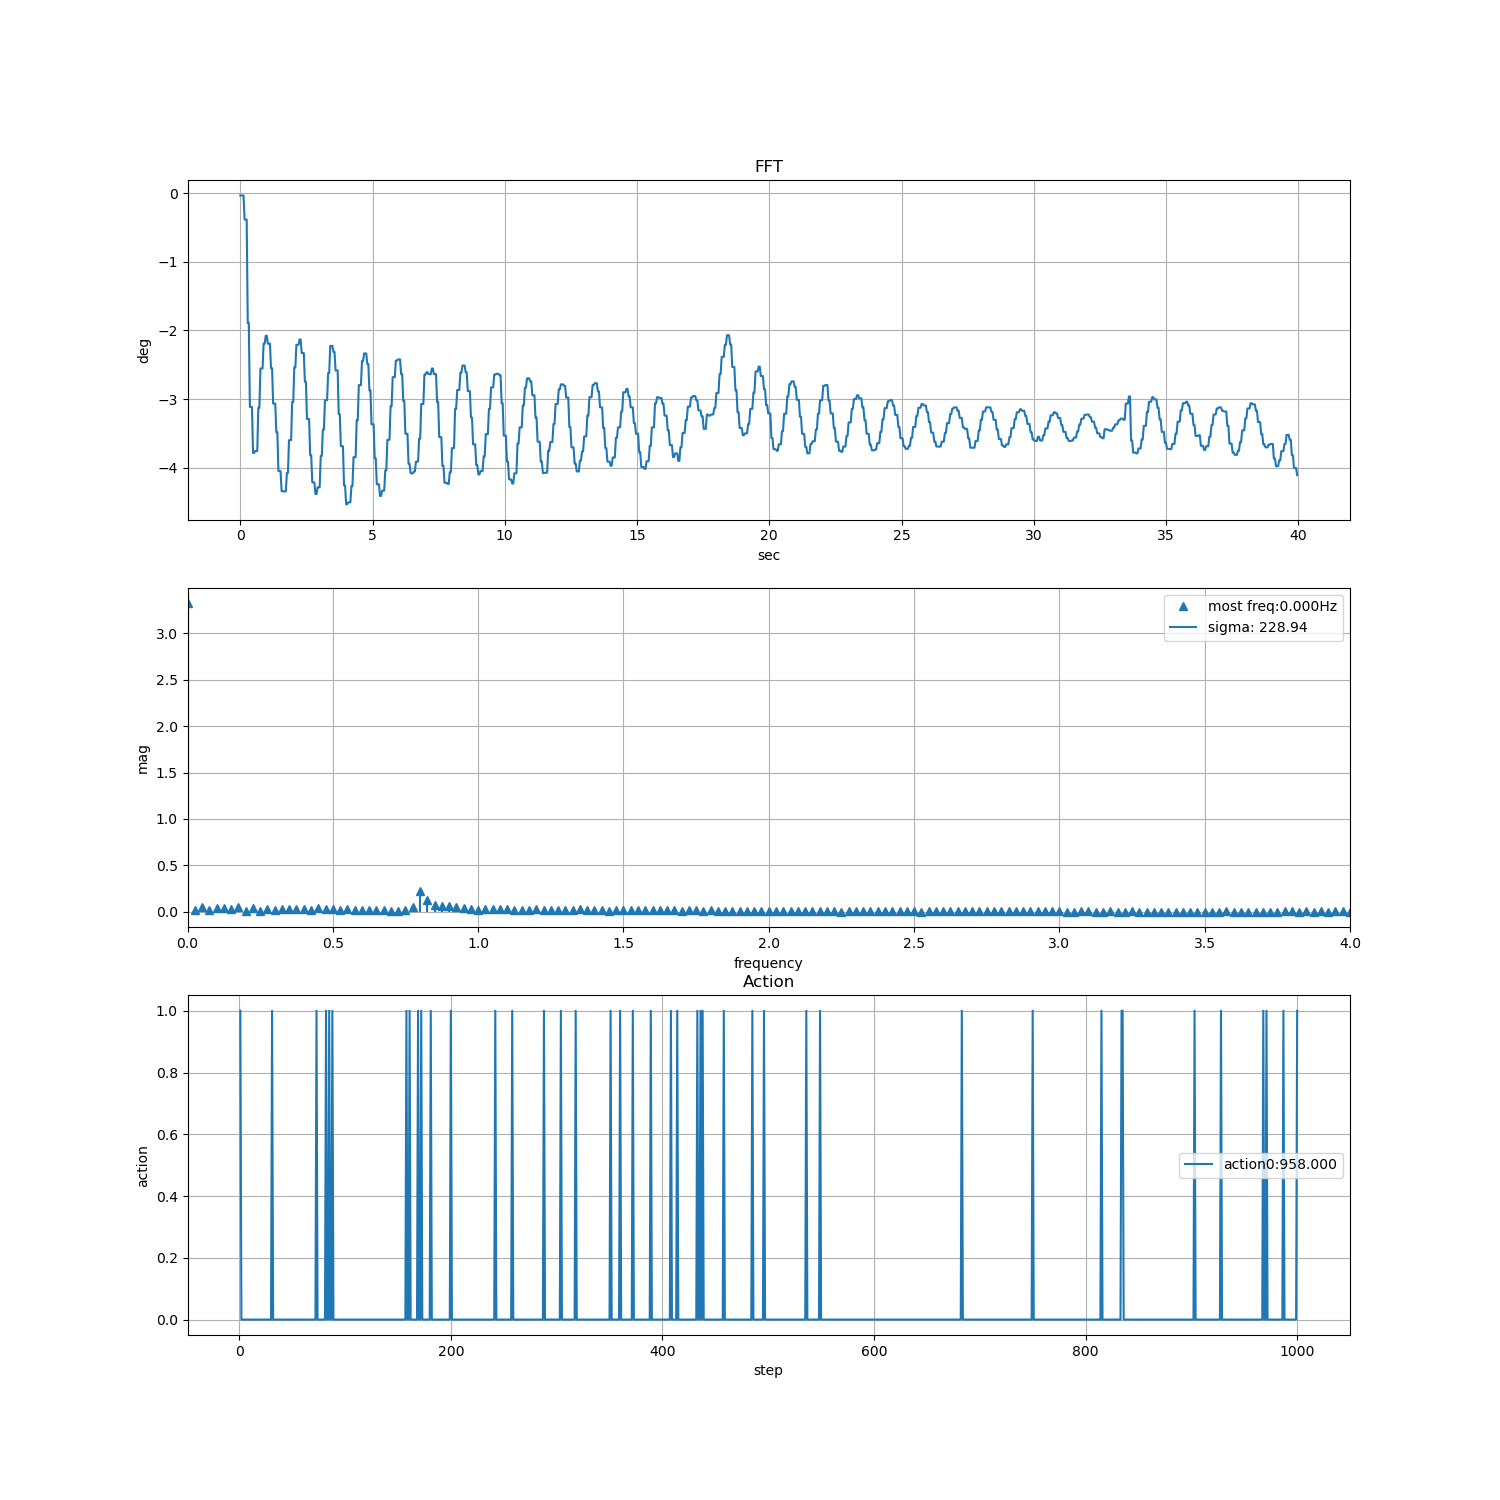 FFT
0
−1
−2
−3
−4
deg
0 5 10 15 20 25 30 35 40
sec
most freq:0.000Hz
sigma: 228.94
3.0
2.5
2.0
1.5
1.0
0.5
0.0
mag
0.0 0.5 1.0 1.5 2.0 2.5 3.0 3.5 4.0
frequency
Action
1.0
0.8
0.6
0.4
0.2
0.0
action
action0:958.000
0 200 400 600 800 1000
step